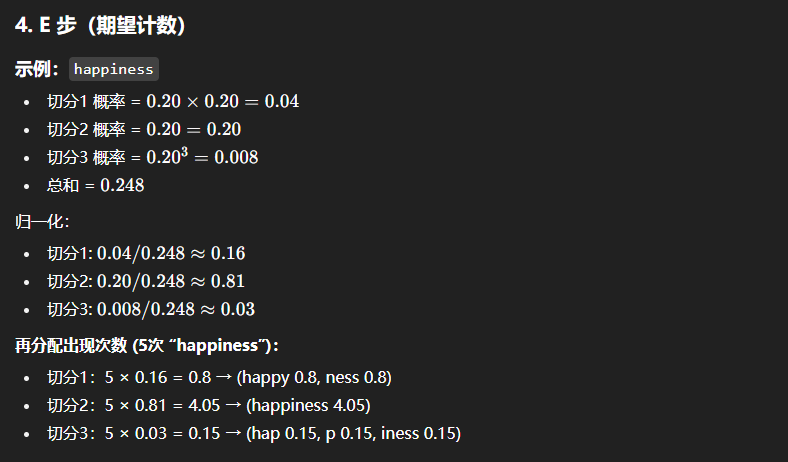 4. E 步（期望计数）
示例： happiness
• 切分1 概率 = 0.20 × 0.20 = 0.04
• 切分2 概率 = 0.20 = 0.20
• 切分3 概率 = 0.20³ = 0.008
• 总和 = 0.248
归一化：
• 切分1: 0.04/0.248 ≈ 0.16
• 切分2: 0.20/0.248 ≈ 0.81
• 切分3: 0.008/0.248 ≈ 0.03
再分配出现次数 (5次 “happiness”)：
• 切分1：5 × 0.16 = 0.8 → (happy 0.8, ness 0.8)
• 切分2：5 × 0.81 = 4.05 → (happiness 4.05)
• 切分3：5 × 0.03 = 0.15 → (hap 0.15, p 0.15, iness 0.15)